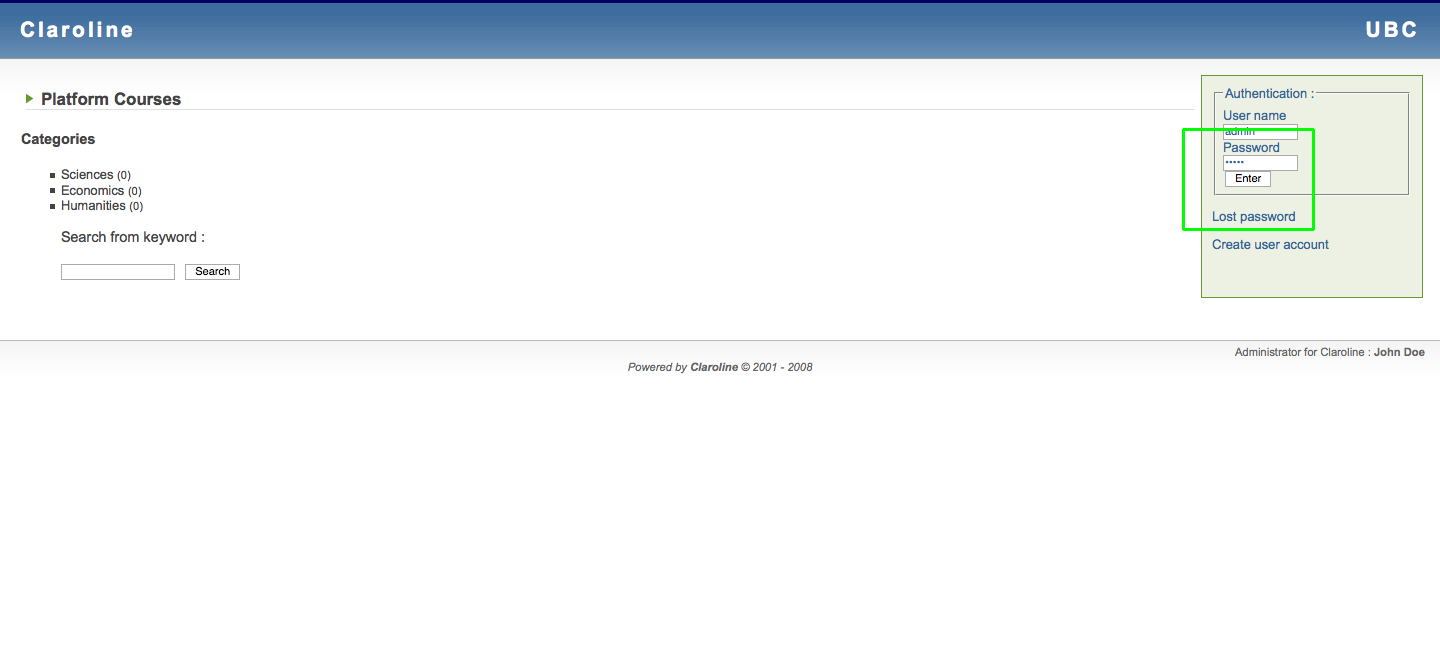 Claroline
UBC
Platform Courses
Categories
Sciences (0)
Economics (0)
Humanities (0)
Search from keyword :
Search
Authentication :
User name
admin
Password
•••••
Enter
Lost password
Create user account
Administrator for Claroline : John Doe
Powered by Claroline © 2001 - 2008